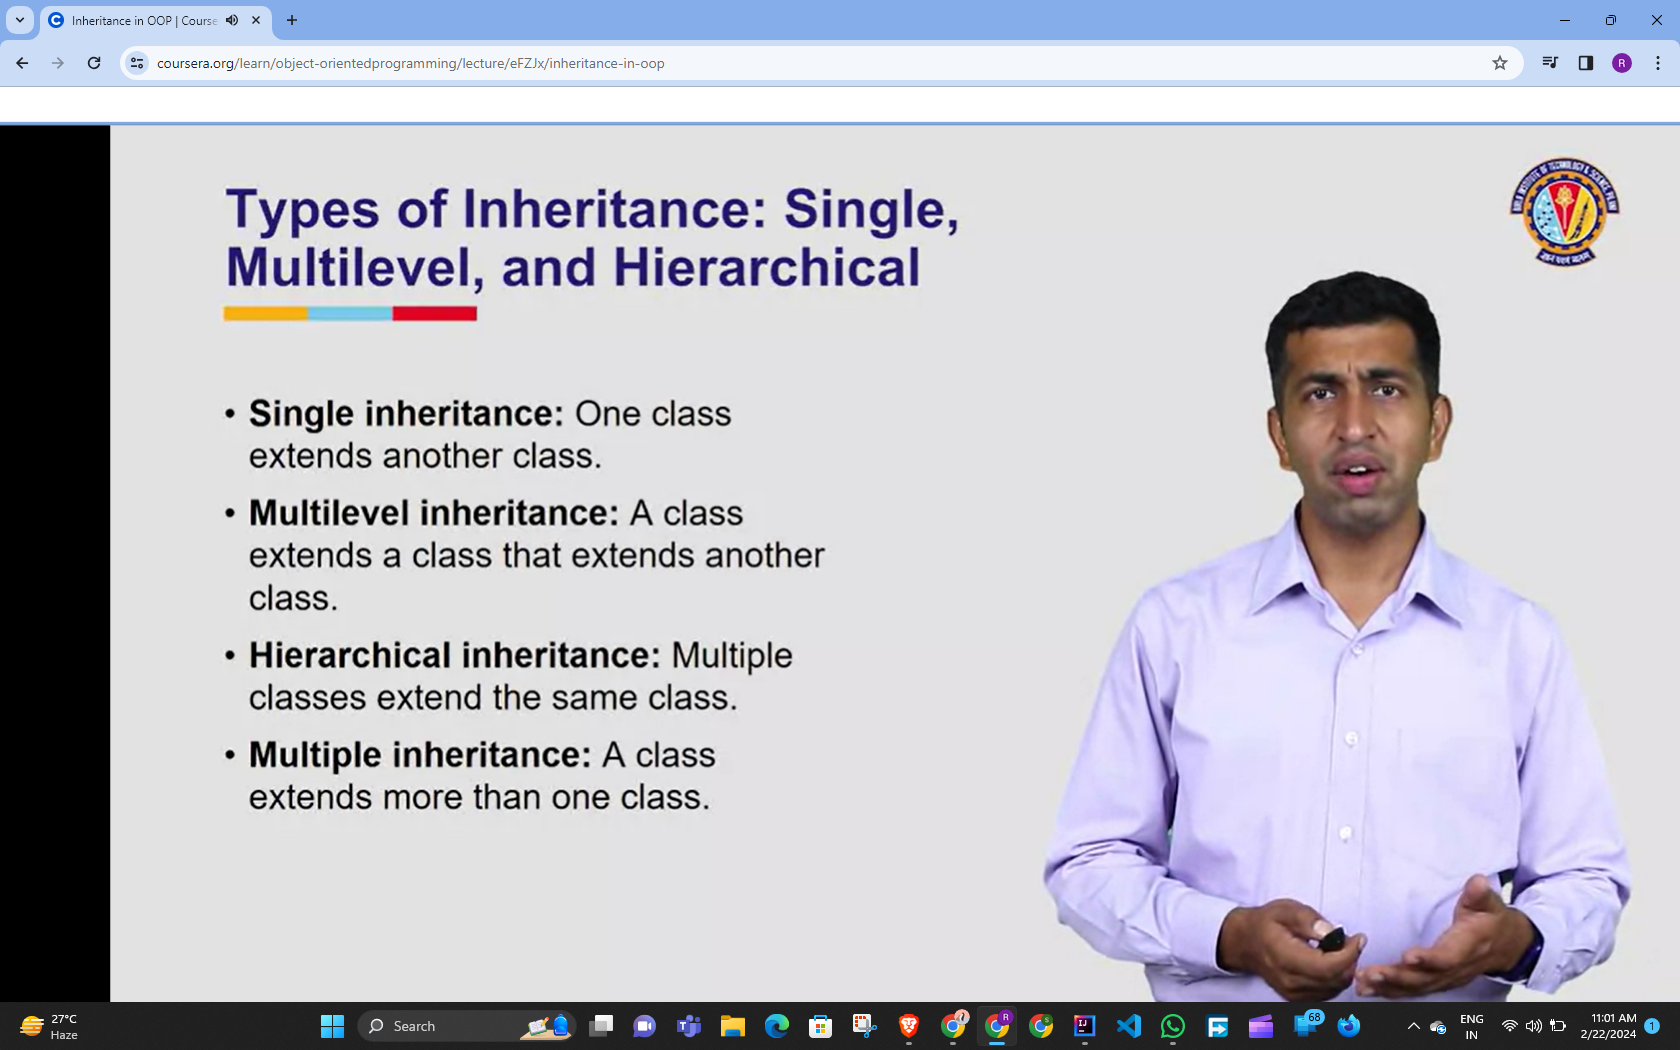 Inheritance in OOP | Course
coursera.org/learn/object-orientedprogramming/lecture/eFZJx/inheritance-in-oop
R
Types of Inheritance: Single,
Multilevel, and Hierarchical
• Single inheritance: One class
extends another class.
• Multilevel inheritance: A class
extends a class that extends another
class.
• Hierarchical inheritance: Multiple
classes extend the same class.
• Multiple inheritance: A class
extends more than one class.
27°C
Haze
Search
68
ENG
IN
11:01 AM
2/22/2024
1